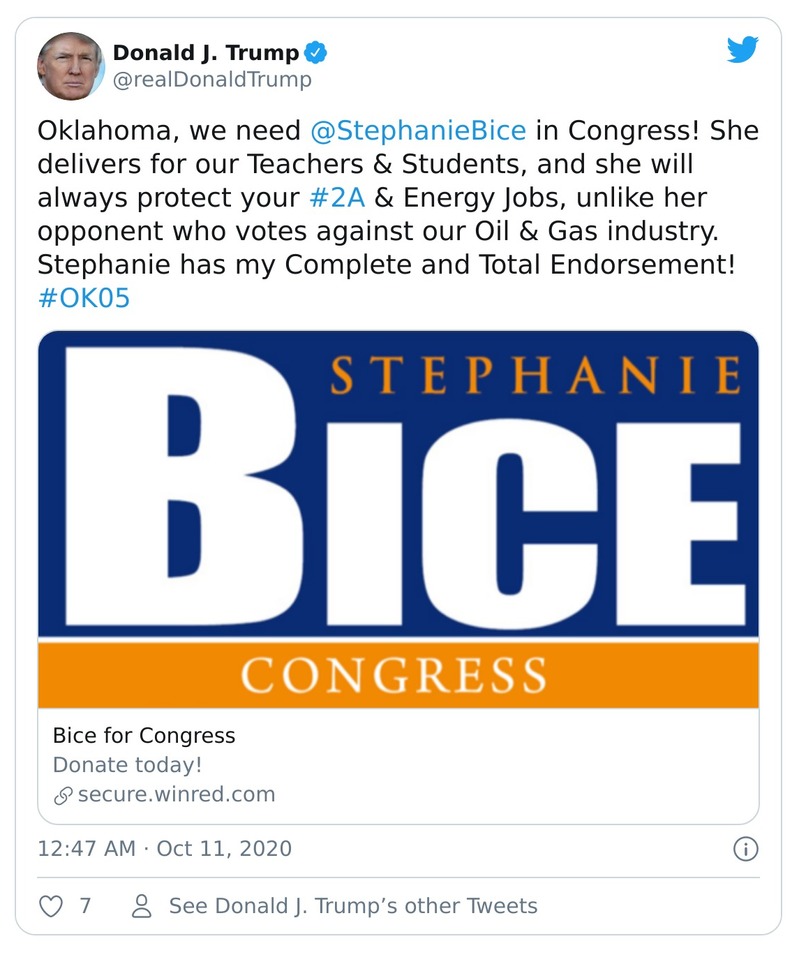 Donald J. Trump
@realDonaldTrump
Oklahoma, we need @StephanieBice in Congress! She
delivers for our Teachers & Students, and she will
always protect your #2A & Energy Jobs, unlike her
opponent who votes against our Oil & Gas industry.
Stephanie has my Complete and Total Endorsement!
#OK05
STEPHANIE
BICE
CONGRESS
Bice for Congress
Donate today!
secure.winred.com
12:47 AM · Oct 11, 2020
7 See Donald J. Trump’s other Tweets